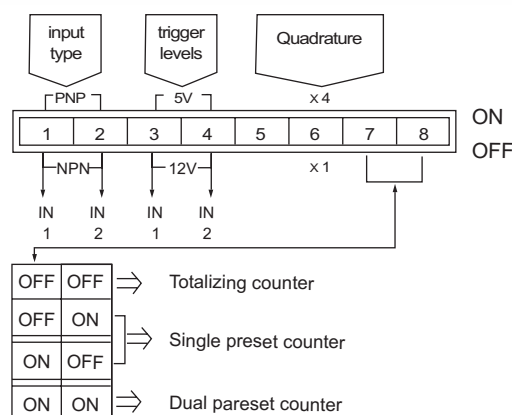 input type
trigger levels
Quadrature
PNP 5V x 4
1 2 3 4 5 6 7 8
ON
OFF
NPN 12V x 1
IN IN IN IN
1 2 1 2
OFF OFF Totalizing counter
OFF ON
Single preset counter
ON OFF
ON ON Dual pareset counter